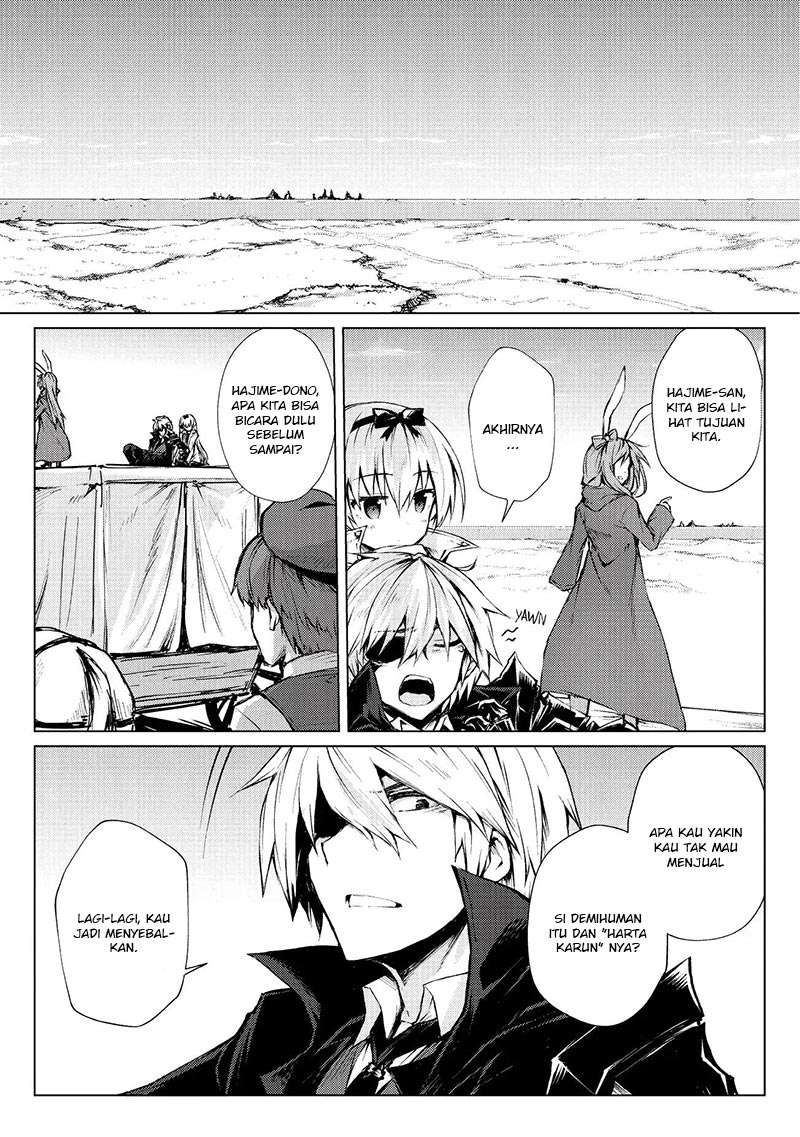 HAJIME-SAN,
KITA BISA LI-
HAT TUJUAN
KITA.
AKHIRNYA
...
YAWN
HAJIME-DONO,
APA KITA BISA
BICARA DULU
SEBELUM
SAMPAI?
APA KAU YAKIN
KAU TAK MAU
MENJUAL
SI DEMIHUMAN
ITU DAN "HARTA
KARUN" NYA?
LAGI-LAGI, KAU
JADI MENYEBAL-
KAN.